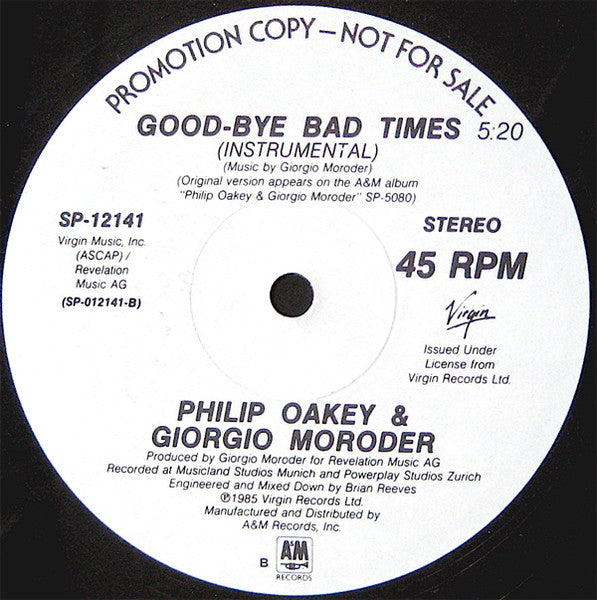 PROMOTION COPY – NOT FOR SALE
GOOD-BYE BAD TIMES 5:20
(INSTRUMENTAL)
(Music by Giorgio Moroder)
(Original version appears on the A&M album
"Philip Oakey & Giorgio Moroder" SP-5080)
SP-12141
Virgin Music, Inc.
(ASCAP) /
Revelation
Music AG
(SP-012141-B)
STEREO
45 RPM
Virgin
Issued Under
License from
Virgin Records Ltd.
PHILIP OAKEY &
GIORGIO MORODER
Produced by Giorgio Moroder for Revelation Music AG
Recorded at Musicland Studios Munich and Powerplay Studios Zurich
Engineered and Mixed Down by Brian Reeves
℗1985 Virgin Records Ltd.
Manufactured and Distributed by
A&M Records, Inc.
B
A&M
RECORDS